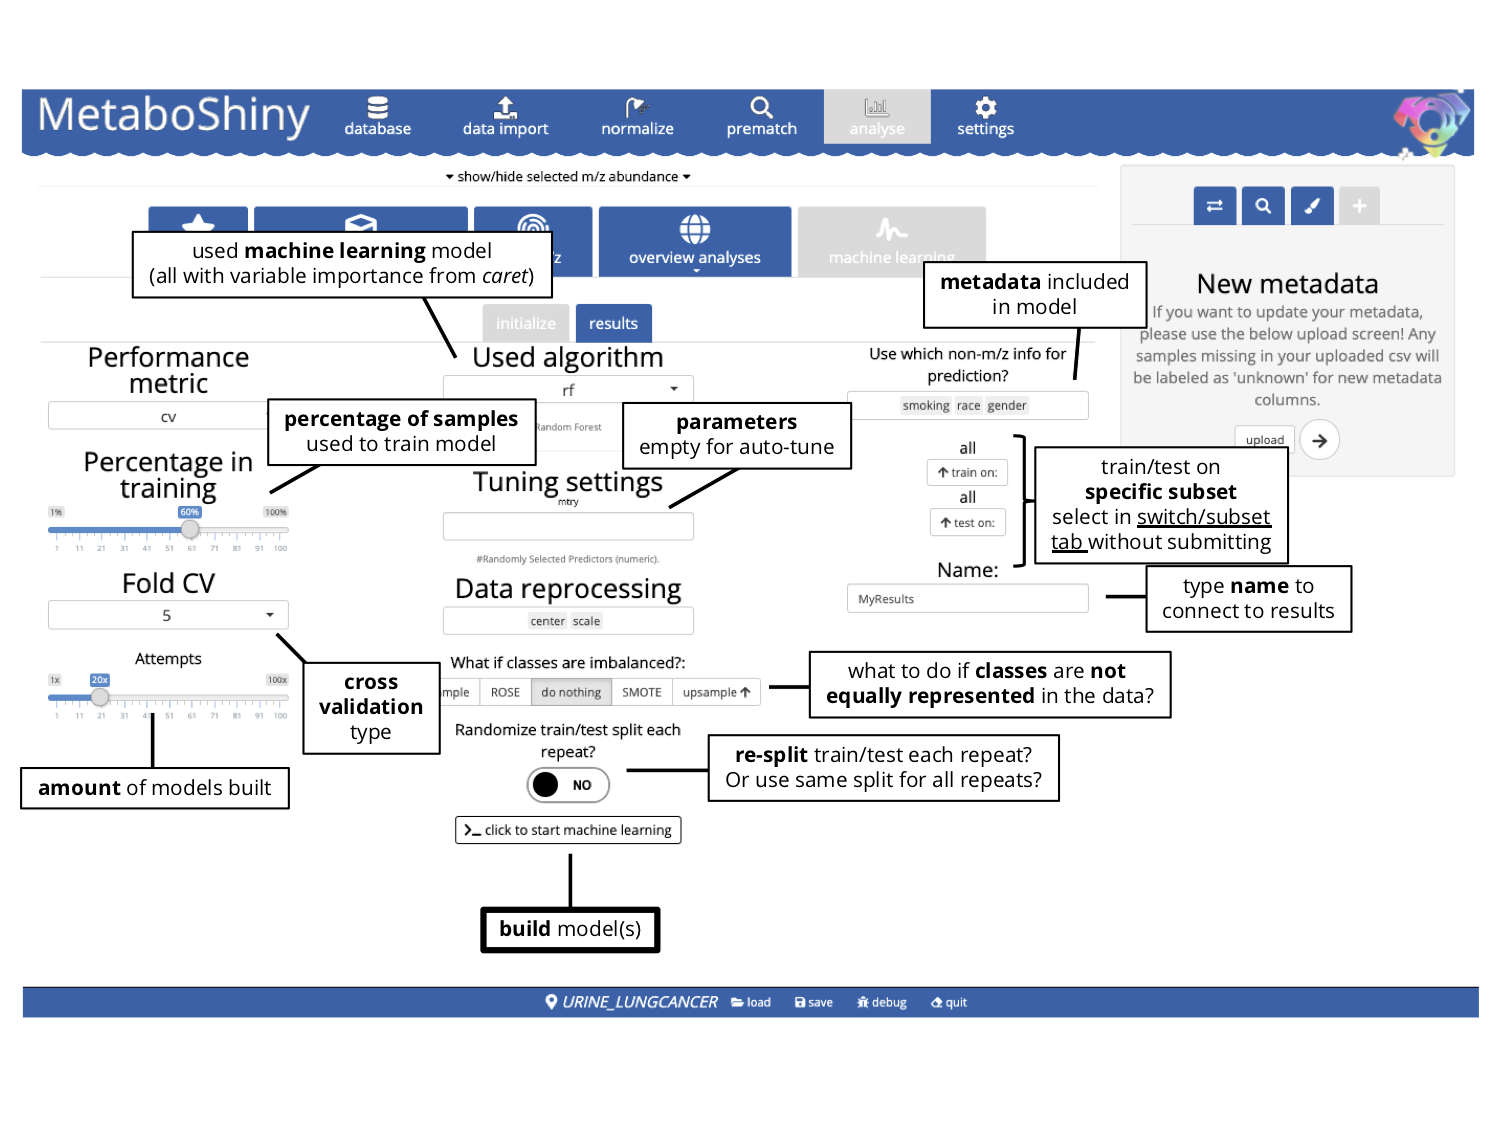 MetaboShiny
database
data import
normalize
prematch
analyse
settings
show/hide selected m/z abundance
overview analyses
machine learning
used machine learning model
(all with variable importance from caret)
metadata included
in model
initialize
results
Performance
metric
cv
percentage of samples
used to train model
Percentage in
training
1%
60%
100%
1 11 21 31 41 51 61 71 81 91 100
Fold CV
5
cross
validation
type
Attempts
1x
20x
100x
1 11 21 31 41 51 61 71 81 91 100
amount of models built
Used algorithm
rf
Random Forest
parameters
empty for auto-tune
Tuning settings
mtry
#Randomly Selected Predictors (numeric).
Data reprocessing
center scale
What if classes are imbalanced?:
ROSE
do nothing
SMOTE
upsample
what to do if classes are not
equally represented in the data?
Randomize train/test split each
repeat?
NO
re-split train/test each repeat?
Or use same split for all repeats?
click to start machine learning
build model(s)
Use which non-m/z info for
prediction?
smoking race gender
all
train on:
all
test on:
train/test on
specific subset
select in switch/subset
tab without submitting
Name:
MyResults
type name to
connect to results
New metadata
If you want to update your metadata,
please use the below upload screen! Any
samples missing in your uploaded csv will
be labeled as 'unknown' for new metadata
columns.
upload
URINE_LUNGCANCER
load
save
debug
quit